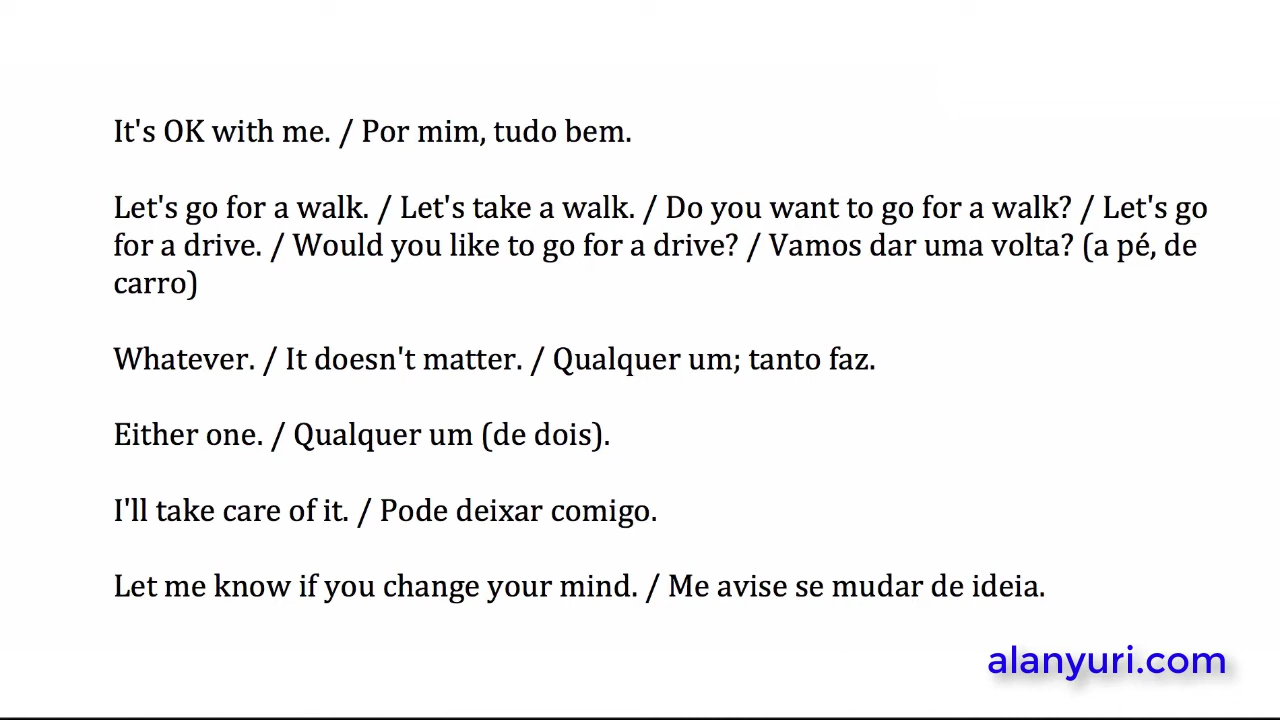 It's OK with me. / Por mim, tudo bem.
Let's go for a walk. / Let's take a walk. / Do you want to go for a walk? / Let's go
for a drive. / Would you like to go for a drive? / Vamos dar uma volta? (a pé, de
carro)
Whatever. / It doesn't matter. / Qualquer um; tanto faz.
Either one. / Qualquer um (de dois).
I'll take care of it. / Pode deixar comigo.
Let me know if you change your mind. / Me avise se mudar de ideia.
alanyuri.com